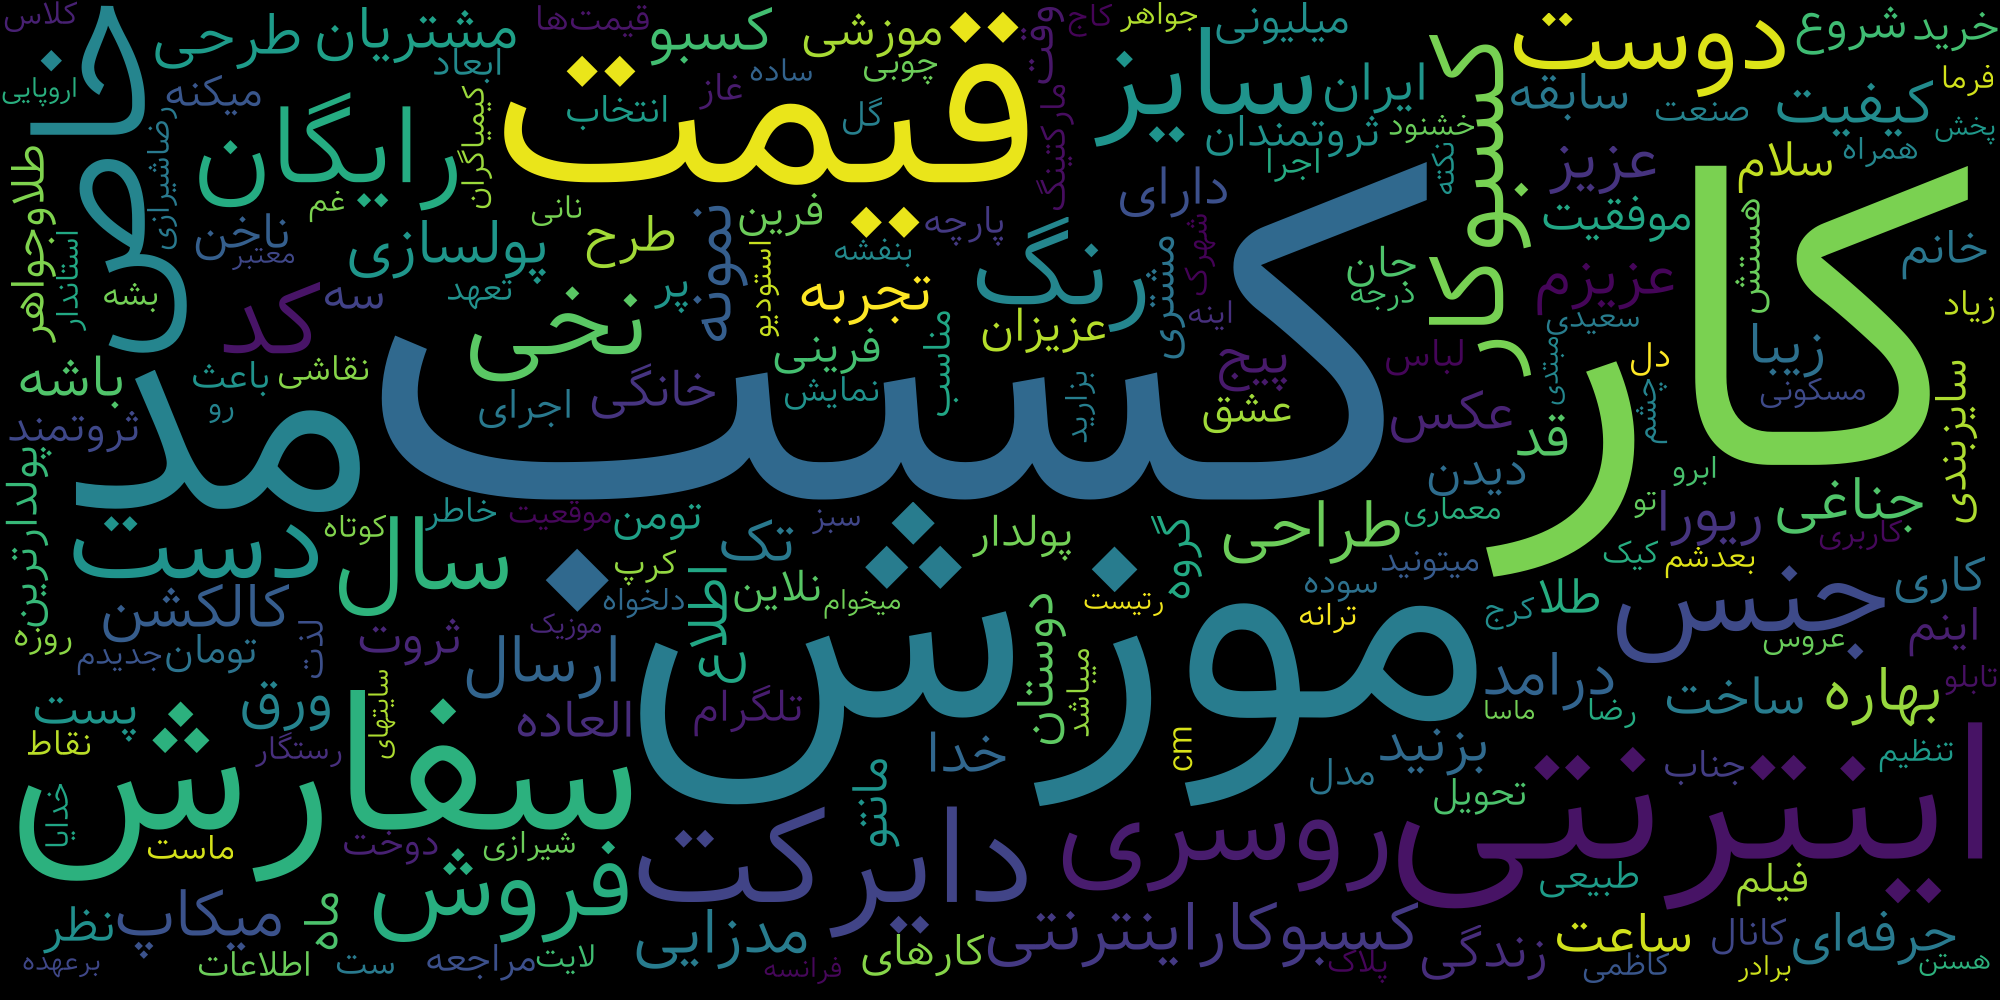 کلاس
قیمت‌ها
کاج
جواهر
میلیونی
دوست
شروع
خرید
خاص
مشتریان
طرحی
کسبو
موزشی
وقت
قیمت
سایز
کسبوکار
ابعاد
چوبی
ساده
ایران
سابقه
فرما
اروپایی
میکنه
رضاشیرازی
رایگان
کیمیاگران
انتخاب
غاز
گل
مارکتینگ
ثروتمندان
خشنود
صنعت
کیفیت
پخش
همراه
اجرا
نکته
عزیز
سلام
کار
طلاوجواهر
غم
نانی
فرین
پارچه
دارای
شهرک
موفقیت
هستش
خانم
استاندار
ناخن
معتبر
پولسازی
طرح
نمونه
استودیو
بنفشه
رنگ
مشتری
جان
درجه
عزیزم
زیاد
بشه
کد
سه
تعهد
نخی
پر
تجربه
عزیزان
اینه
سعیدی
زیبا
کسب
مد
باشه
باعث
رو
نقاشی
اجرای
خانگی
فرینی
نمایش
مناسب
بزارید
پیج
عشق
لباس
عکس
مبتدی
دل
چشم
مسکونی
قد
سایزبندی
ثروتمند
پولدارترین
دیدن
ابرو
دست
کوتاه
سال
خاطر
موقعیت
تومن
تک
سبز
پولدار
گروه
طراحی
معماری
تو
ریورا
جناغی
کاربری
کرپ
دلخواه
اطلاع
نلاین
میخوام
مورزش
دوستان
رتیست
سوده
میتونید
ترانه
کرج
طلا
کیک
بعدشم
جنس
کاری
کالکشن
روزه
جدیدم
تومان
لذت
ثروت
موزیک
ارسال
عروس
اینم
پست
ورق
سایتهای
العاده
تلگرام
میباشد
cm
درامد
ماسا
رضا
ساخت
بهاره
تابلو
نقاط
رستگار
سفارش
خدا
بزنید
مدل
جناب
تنظیم
خدایا
مانتو
تحویل
اینترنتی
ماست
دوخت
شیرازی
دایرکت
روسری
فروش
طبیعی
فیلم
نظر
میکاپ
ماه
مدزایی
کارهای
کسبوکاراینترنتی
زندگی
ساعت
کانال
حرفه‌ای
برعهده
اطلاعات
ست
مراجعه
لایت
فرانسه
پلاک
کاظمی
برادر
هستن